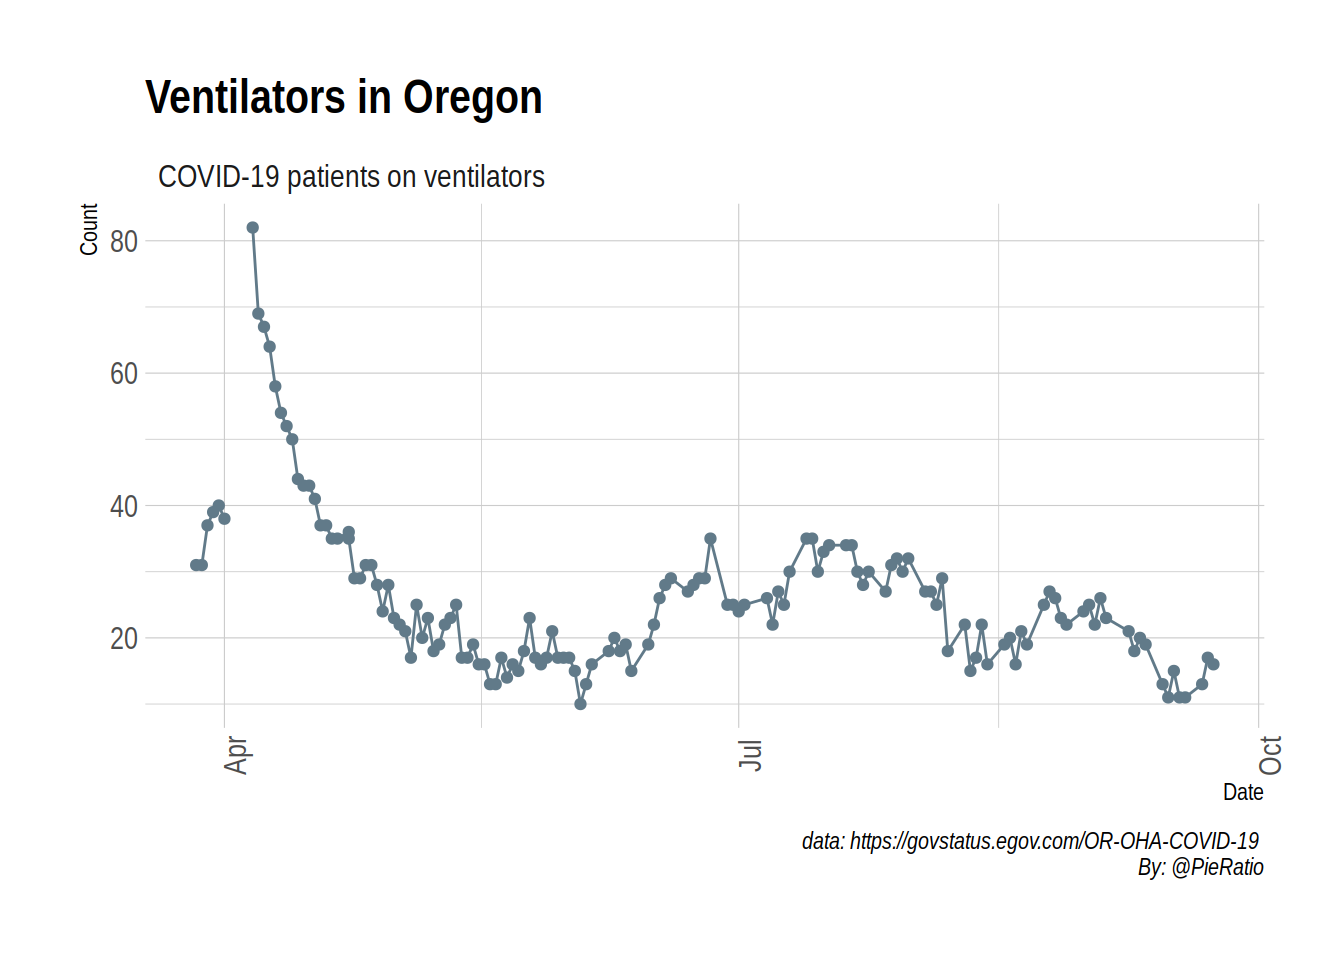 Ventilators in Oregon
COVID-19 patients on ventilators
Count
80
60
40
20
Apr
Jul
Oct
Date
data: https://govstatus.egov.com/OR-OHA-COVID-19
By: @PieRatio